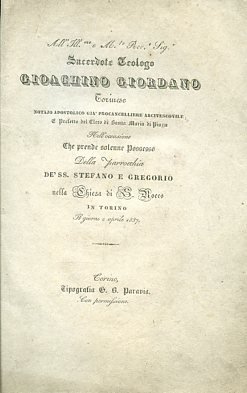 All' Ill.mo e M.to Rev.do Sig.r
Sacerdote Teologo
GIOACHINO GIORDANO
Torinese
NOTAJO APOSTOLICO GIÀ PROCANCELLIERE ARCIVESCOVILE
E Prefetto del Clero di Santa Maria di Piazza
Nell'occasione
Che prende solenne Possesso
Della Parrocchia
DE' SS. STEFANO E GREGORIO
nella Chiesa di S. Rocco
IN TORINO
Il giorno 2 aprile 1837.
Torino,
Tipografia G. B. Paravia.
Con permissione.